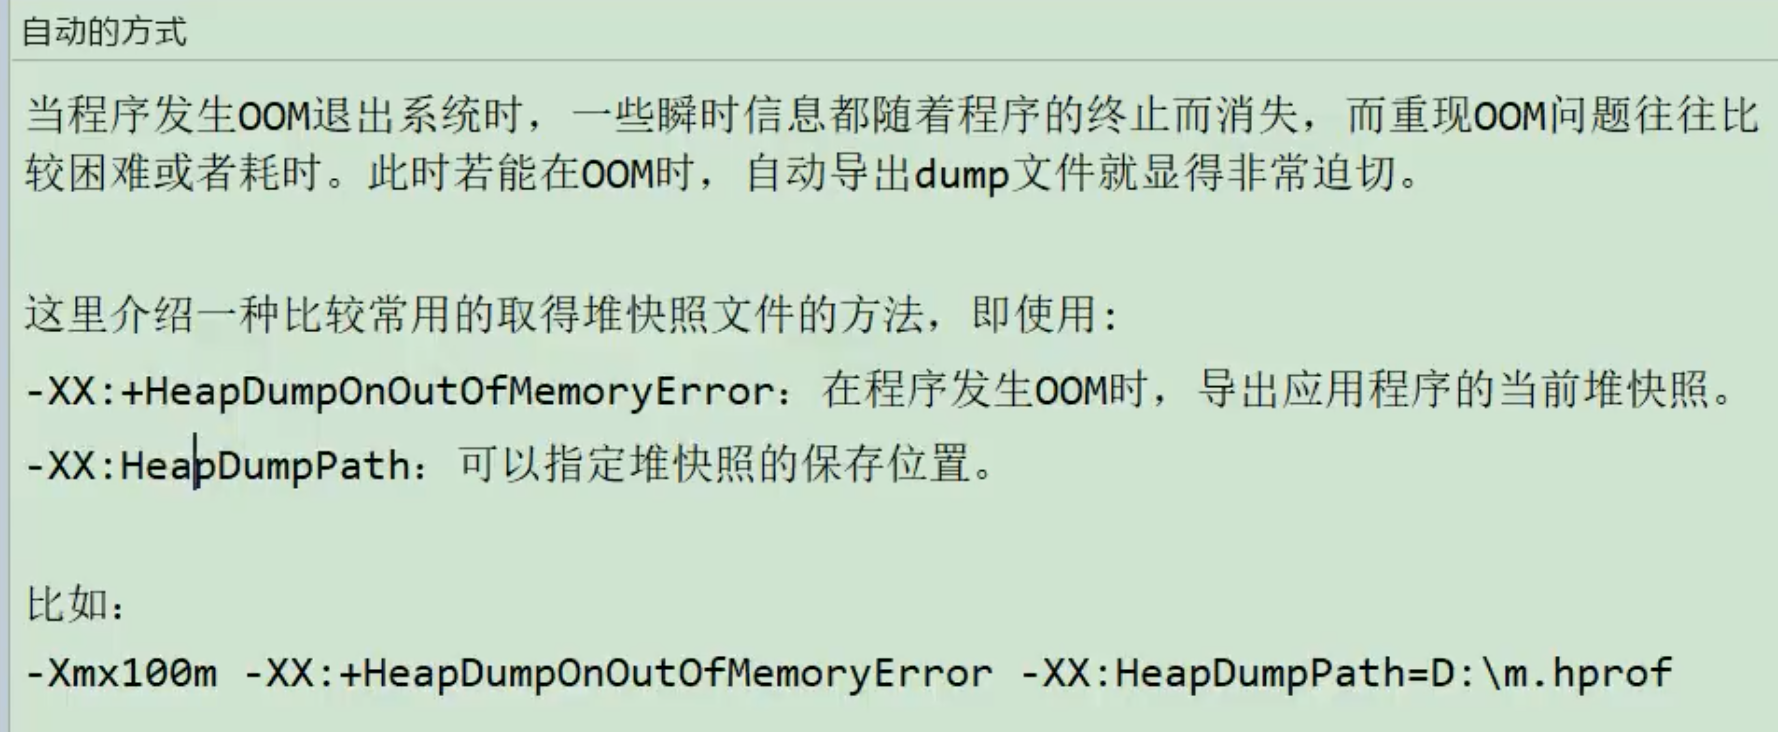 自动的方式
当程序发生OOM退出系统时，一些瞬时信息都随着程序的终止而消失，而重现OOM问题往往比
较困难或者耗时。此时若能在OOM时，自动导出dump文件就显得非常迫切。
这里介绍一种比较常用的取得堆快照文件的方法，即使用:
-XX:+HeapDumpOnOutOfMemoryError：在程序发生OOM时，导出应用程序的当前堆快照。
-XX:HeapDumpPath：可以指定堆快照的保存位置。
比如：
-Xmx100m -XX:+HeapDumpOnOutOfMemoryError -XX:HeapDumpPath=D:\m.hprof